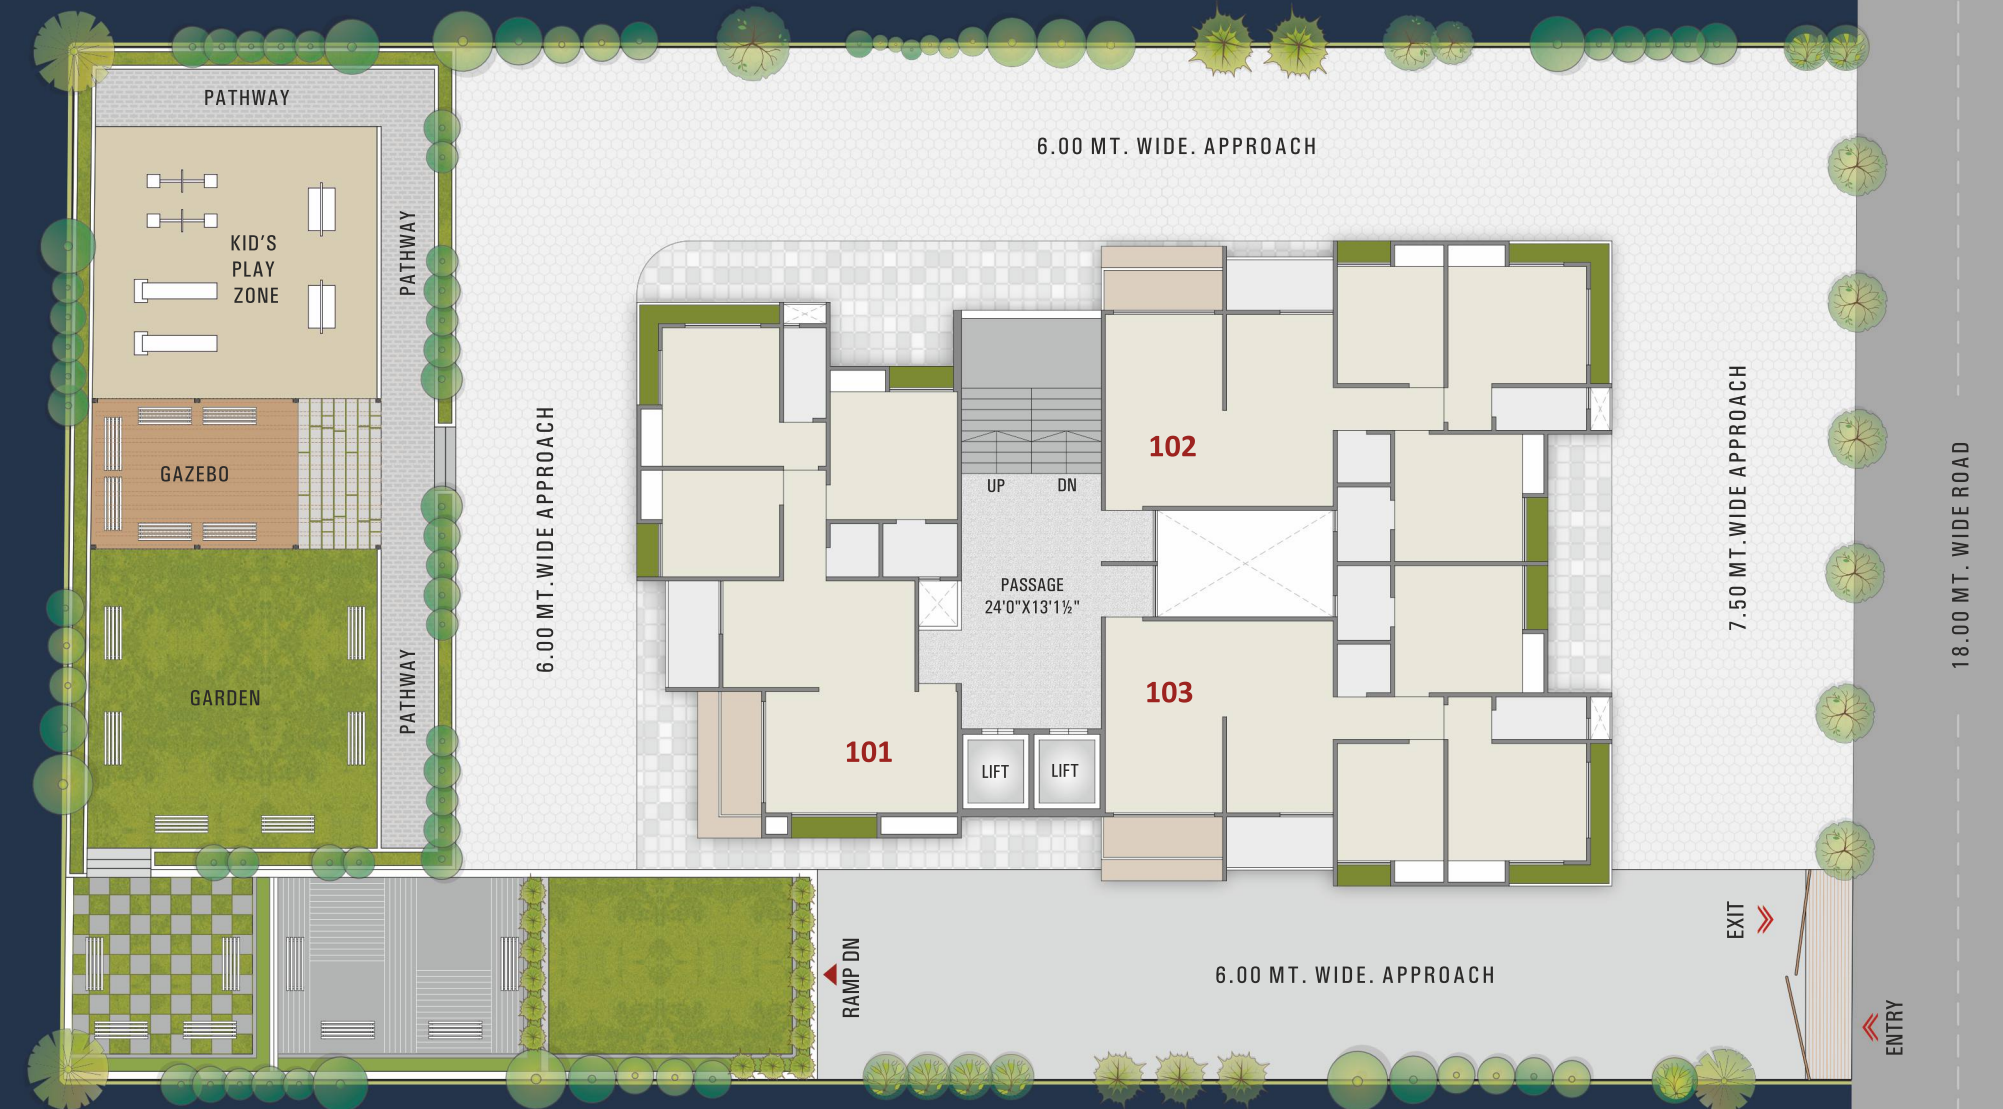 PATHWAY
6.00 MT. WIDE. APPROACH
KID'S
PLAY
ZONE
PATHWAY
6.00 MT.WIDE APPROACH
GAZEBO
102
UP
DN
7.50 MT.WIDE APPROACH
18.00 MT. WIDE ROAD
PASSAGE
24'0"X13'1½"
GARDEN
PATHWAY
103
101
LIFT
LIFT
EXIT
RAMP DN
6.00 MT. WIDE. APPROACH
ENTRY